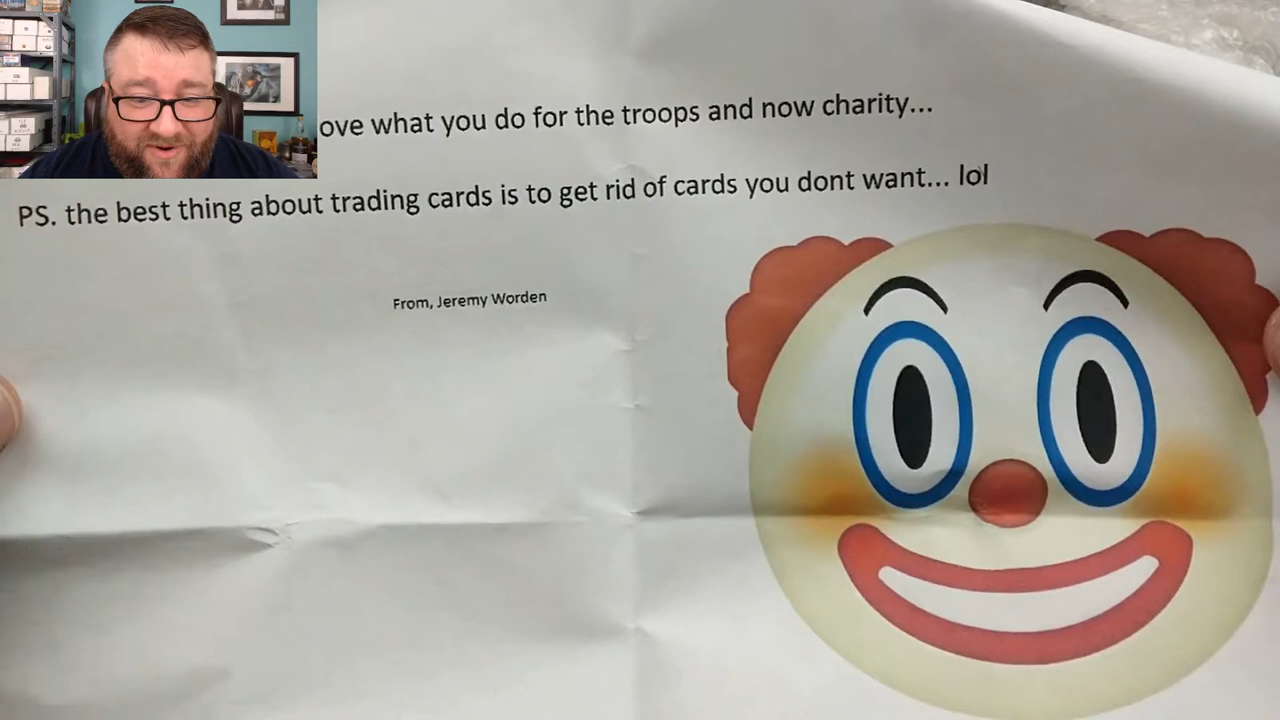 ove what you do for the troops and now charity...
PS. the best thing about trading cards is to get rid of cards you dont want... lol
From, Jeremy Worden